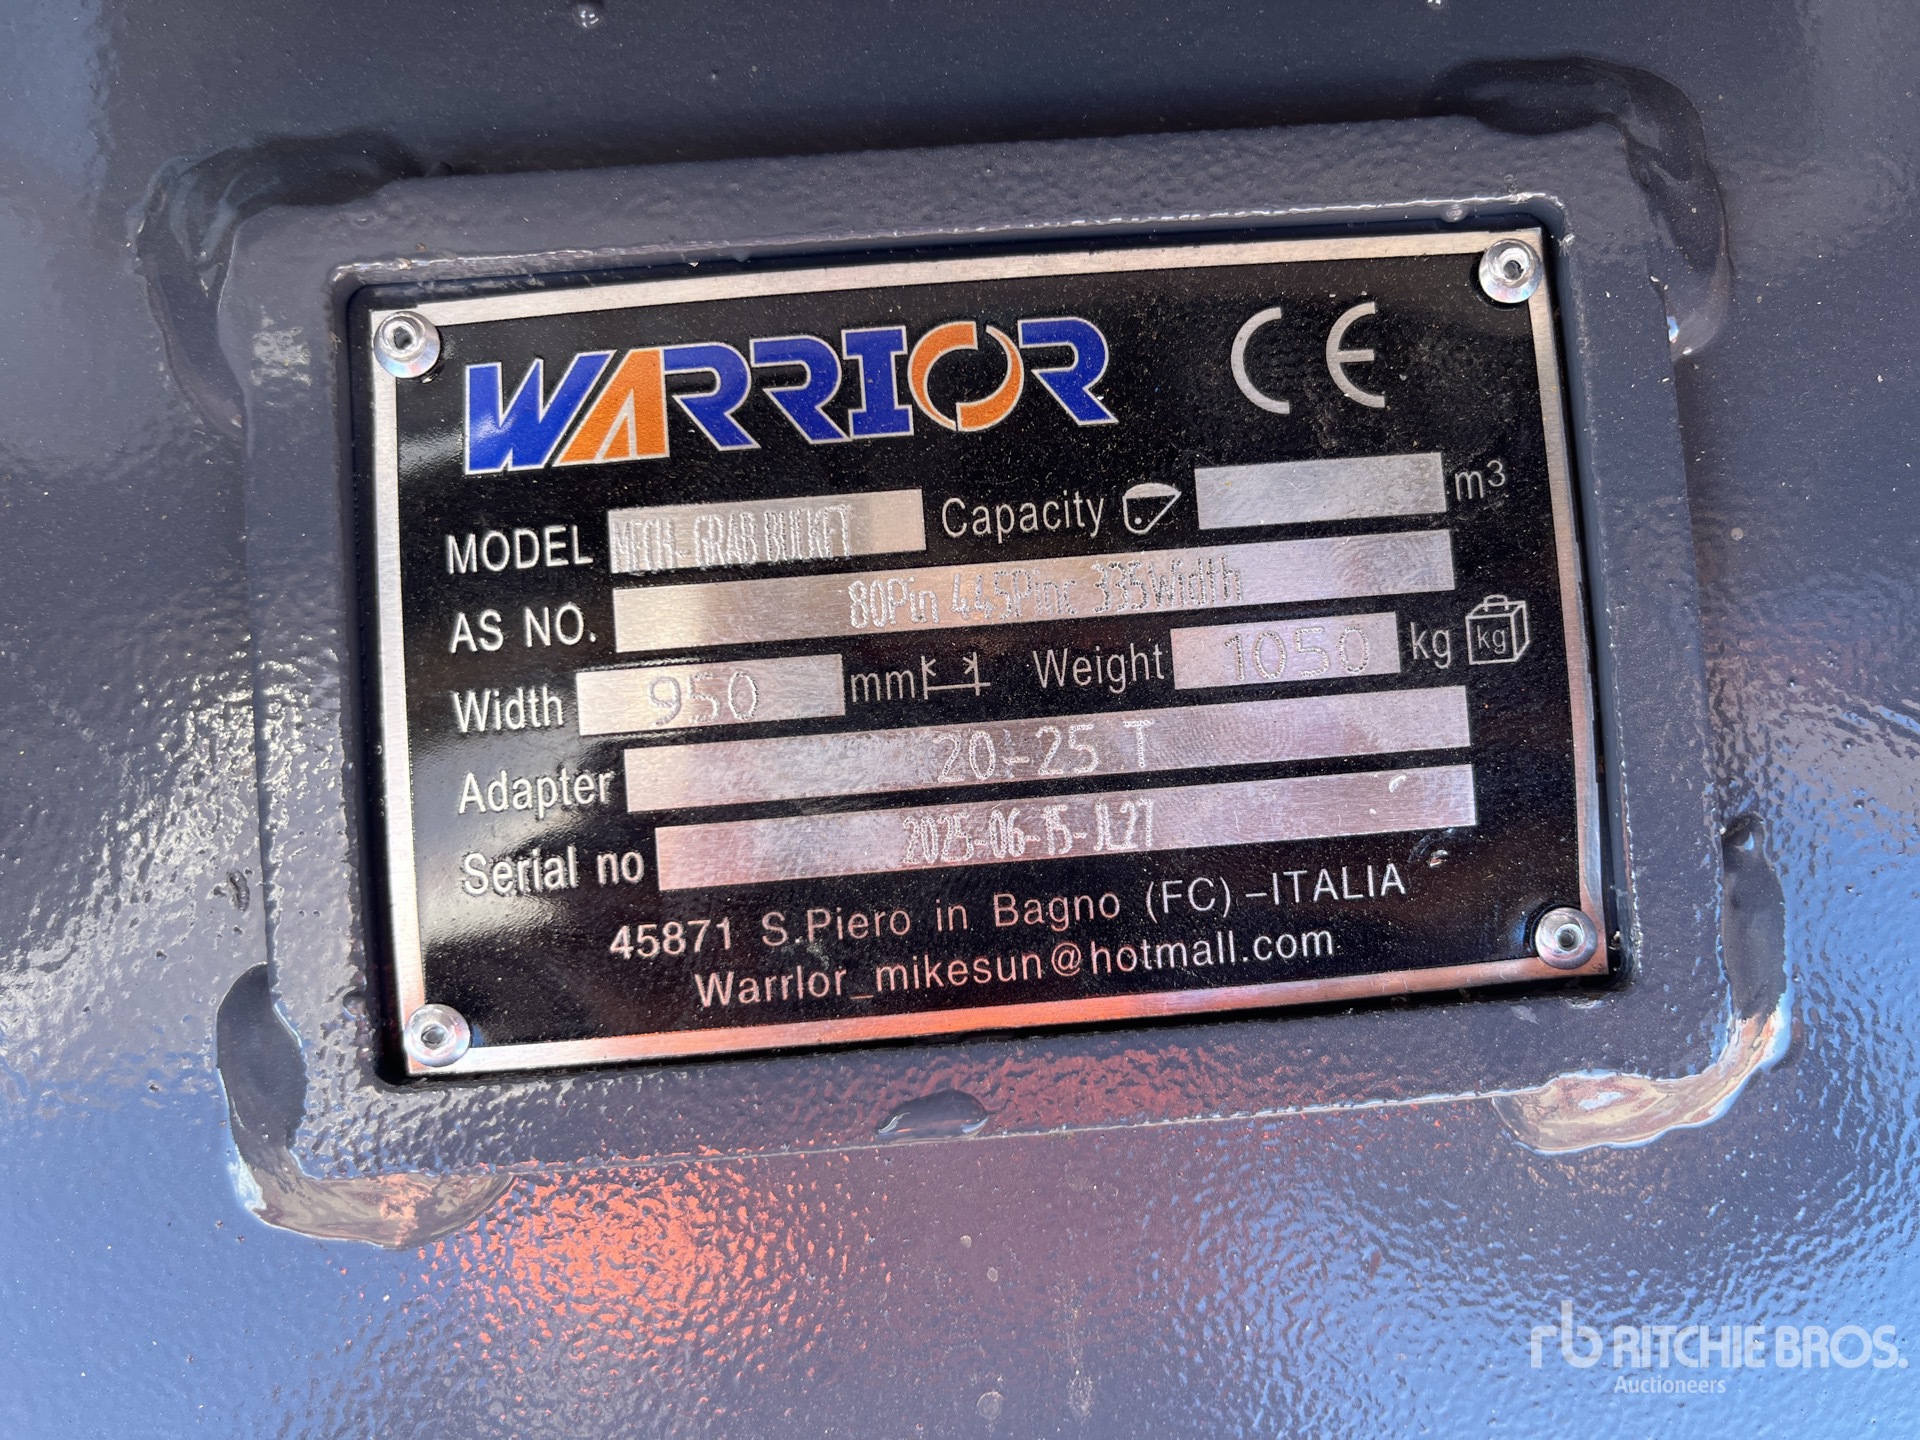 WARRIOR CE
MODEL MECH-GRAB BUCKET Capacity m³
AS NO. 80Pin 445Pinc 335Width
Width 950 mm Weight 1050 kg kg
Adapter 20-25 T
Serial no 2025-06-15-JL27
45871 S.Piero in Bagno (FC)-ITALIA
Warrlor_mikesun@hotmall.com
rb RITCHIE BROS.
Auctioneers